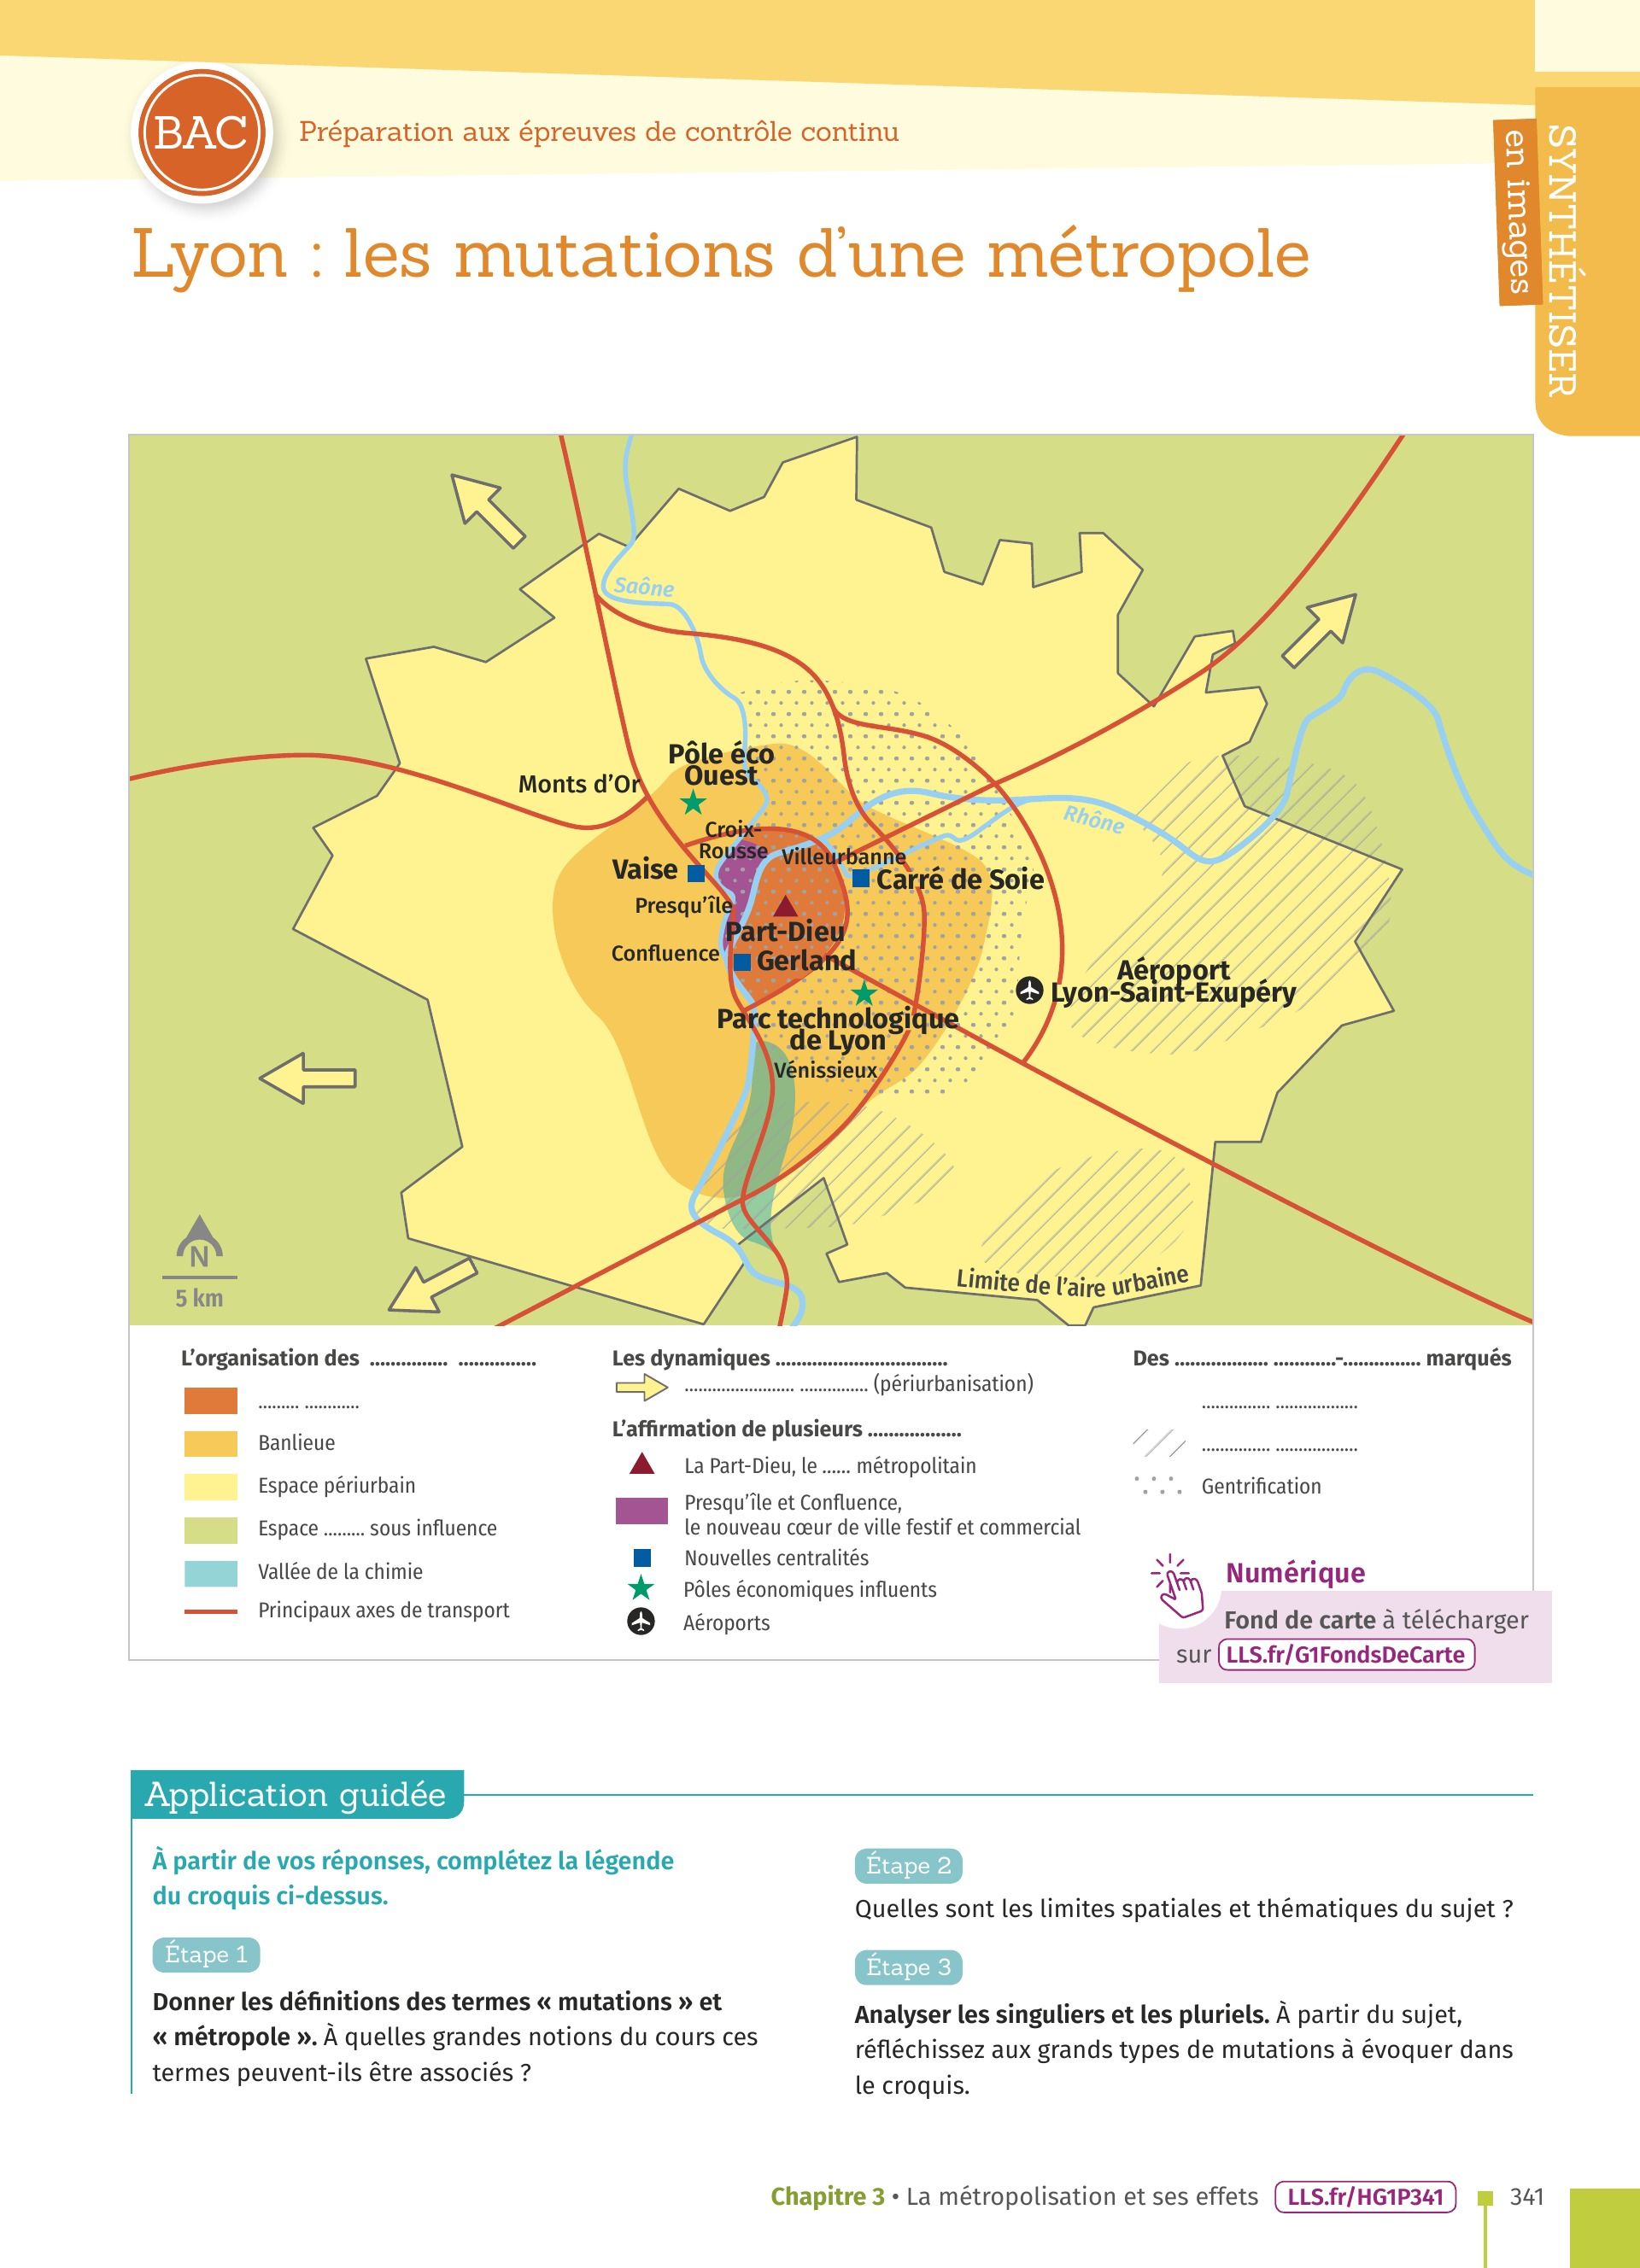 BAC
Préparation aux épreuves de contrôle continu
SYNTHÉTISER
en images
Lyon : les mutations d'une métropole
Saône
Pôle éco
Ouest
Monts d'Or
Croix-
Rousse
Rhône
Villeurbanne
Vaise
Carré de Soie
Presqu'île
Part-Dieu
Confluence
Gerland
Aéroport
Lyon-Saint-Exupéry
Parc technologique
de Lyon
Vénissieux
N
5 km
Limite de l'aire urbaine
L'organisation des ............... ...............
......... ............
Banlieue
Espace périurbain
Espace ......... sous influence
Vallée de la chimie
Principaux axes de transport
Les dynamiques .................................
........................ ............... (périurbanisation)
L'affirmation de plusieurs ..................
La Part-Dieu, le ...... métropolitain
Presqu'île et Confluence,
le nouveau cœur de ville festif et commercial
Nouvelles centralités
Pôles économiques influents
Aéroports
Des .................. ............-............... marqués
............... ..................
............... ..................
Gentrification
Numérique
Fond de carte à télécharger
sur LLS.fr/G1FondsDeCarte
Application guidée
À partir de vos réponses, complétez la légende
du croquis ci-dessus.
Étape 1
Donner les définitions des termes « mutations » et
« métropole ». À quelles grandes notions du cours ces
termes peuvent-ils être associés ?
Étape 2
Quelles sont les limites spatiales et thématiques du sujet ?
Étape 3
Analyser les singuliers et les pluriels. À partir du sujet,
réfléchissez aux grands types de mutations à évoquer dans
le croquis.
Chapitre 3 • La métropolisation et ses effets LLS.fr/HG1P341 341